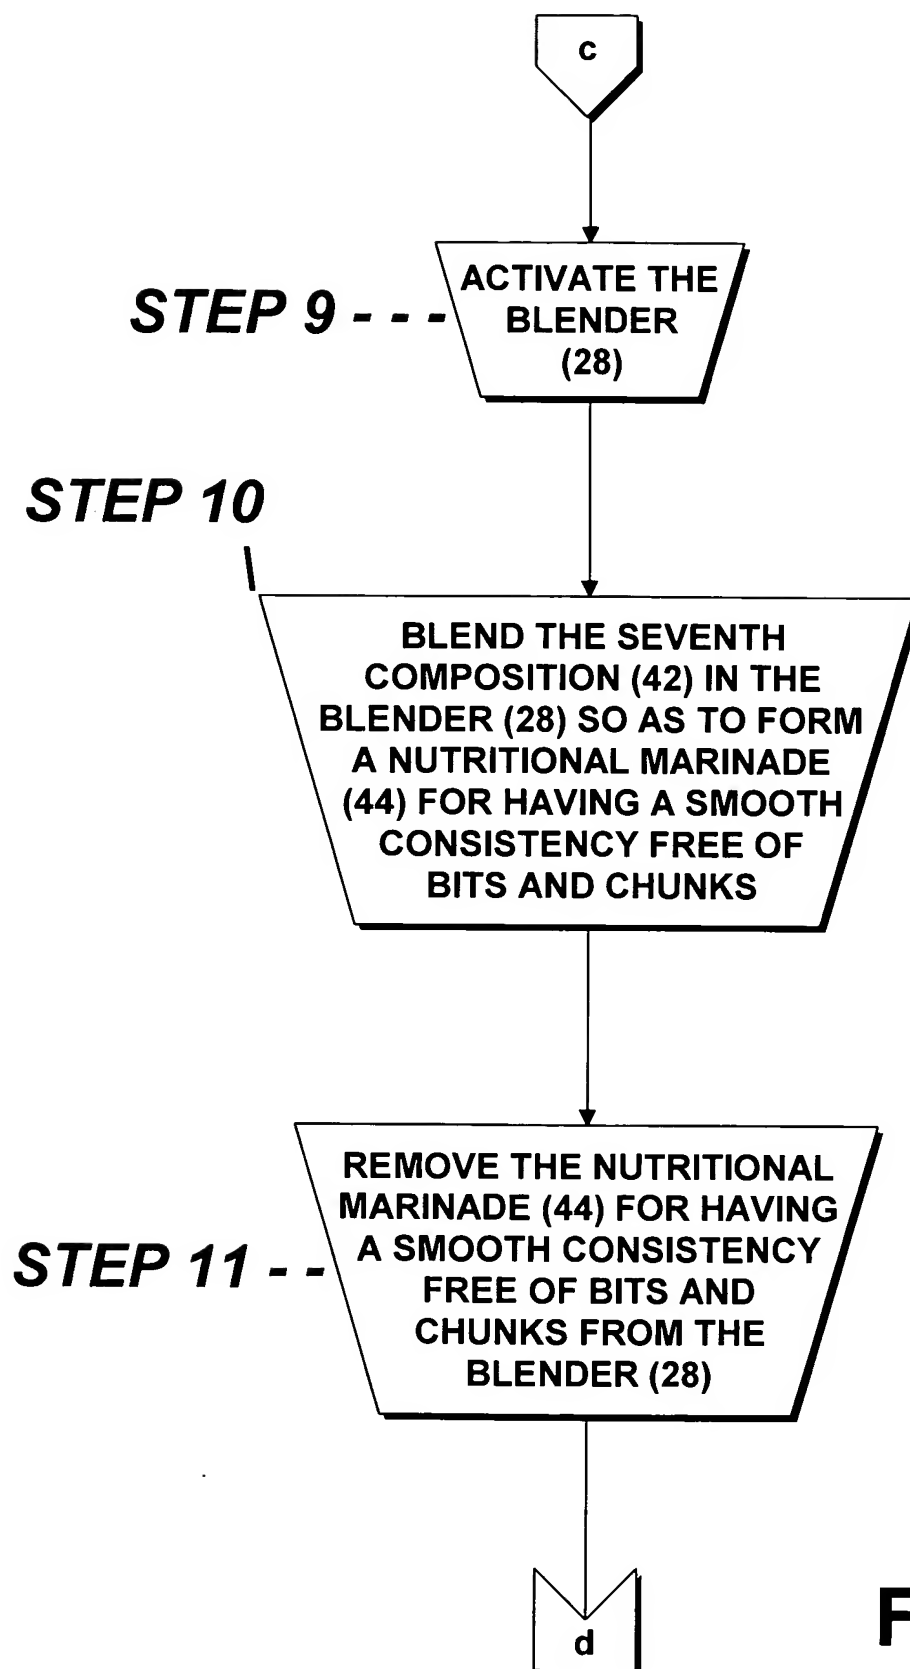 c
STEP 9 - - -
ACTIVATE THE
BLENDER
(28)
STEP 10
BLEND THE SEVENTH
COMPOSITION (42) IN THE
BLENDER (28) SO AS TO FORM
A NUTRITIONAL MARINADE
(44) FOR HAVING A SMOOTH
CONSISTENCY FREE OF
BITS AND CHUNKS
STEP 11 - -
REMOVE THE NUTRITIONAL
MARINADE (44) FOR HAVING
A SMOOTH CONSISTENCY
FREE OF BITS AND
CHUNKS FROM THE
BLENDER (28)
d
F